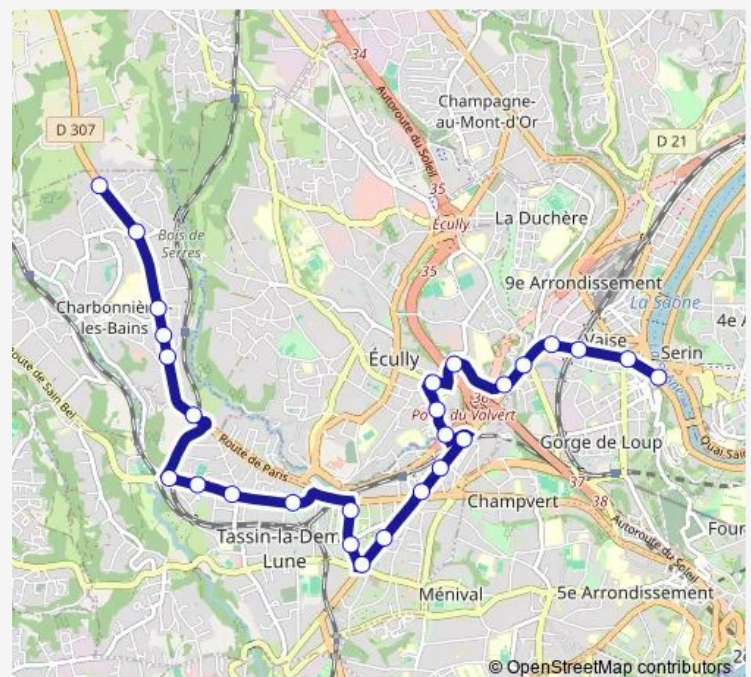 34
D 307
Autoroute du Soleil
Champagne-
au-Mont-d'Or
D 21
35
Écully
La Duchère
Bois de
Serres
35
9e Arrondissement
La Saône
Charbonnière
les-Bains
4e A
Vaise
Serin
Écully
Route de Sain Bel
36
Po du Valvert
Route de Paris
Gorge de Loup
Quai Sai
37
Champvert
38
Tassin-la-Dem
Lune
Autoroute du Soleil
Four
Ménival
5e Arrondissement
2e
© OpenStreetMap contributors